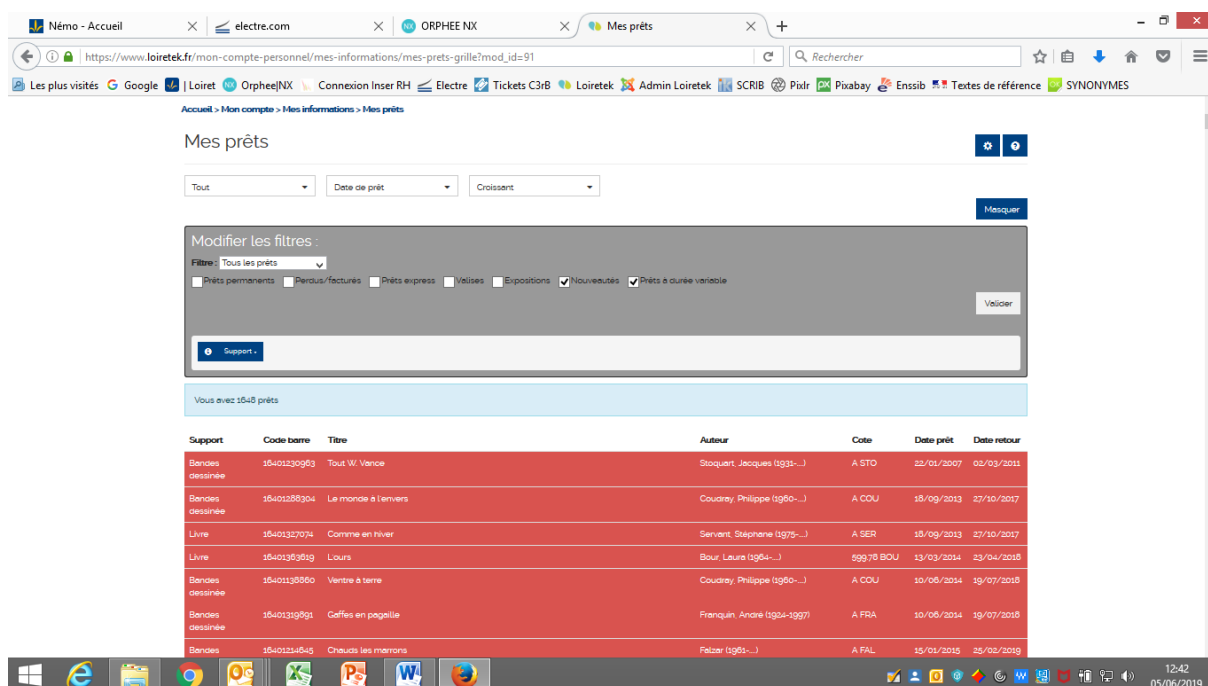 Némo - Accueil electre.com ORPHEE NX Mes prêts
https://www.loiretek.fr/mon-compte-personnel/mes-informations/mes-prets-grille?mod_id=91 Rechercher
Les plus visités Google | Loiret Orphee|NX Connexion Inser RH Electre Tickets C3rB Loiretek Admin Loiretek SCRIB Pixlr Pixabay Enssib Textes de référence SYNONYMES
Accueil > Mon compte > Mes informations > Mes prêts
Mes prêts
Tout Date de prêt Croissant
Masquer
Modifier les filtres :
Filtre : Tous les prêts
Prêts permanents Perdus/facturés Prêts express Valises Expositions Nouveautés Prêts à durée variable
Valider
Support
Vous avez 1648 prêts
Support Code barre Titre Auteur Cote Date prêt Date retour
Bandes dessinée 16401230963 Tout W. Vance Stoquart, Jacques (1931-...) A STO 22/01/2007 02/03/2011
Bandes dessinée 16401288304 Le monde à l'envers Coudray, Philippe (1960-...) A COU 18/09/2013 27/10/2017
Livre 16401327074 Comme en hiver Servant, Stéphane (1975-...) A SER 18/09/2013 27/10/2017
Livre 16401363619 L'ours Bour, Laura (1964-...) 599.78 BOU 13/03/2014 23/04/2018
Bandes dessinée 16401138860 Ventre à terre Coudray, Philippe (1960-...) A COU 10/06/2014 19/07/2018
Bandes dessinée 16401319891 Gaffes en pagaille Franquin, André (1924-1997) A FRA 10/06/2014 19/07/2018
Bandes 16401214645 Chauds les marrons Falzar (1961-...) A FAL 15/01/2015 25/02/2019
12:42
05/06/2019